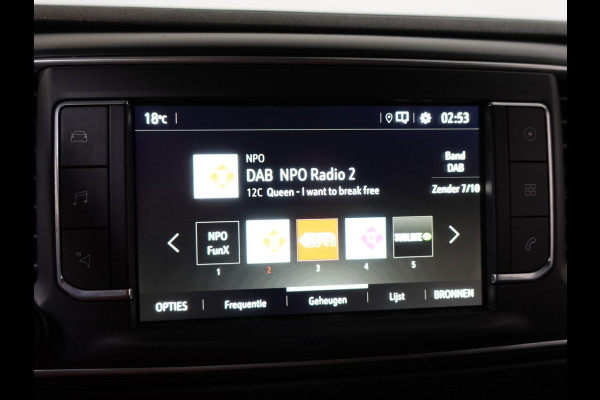 18°C
02:53
NPO
DAB NPO Radio 2
12C Queen - I want to break free
Band
DAB
Zender 7/10
NPO
FunX
1
2
3
4
5
OPTIES
Frequentie
Geheugen
Lijst
BRONNEN
N